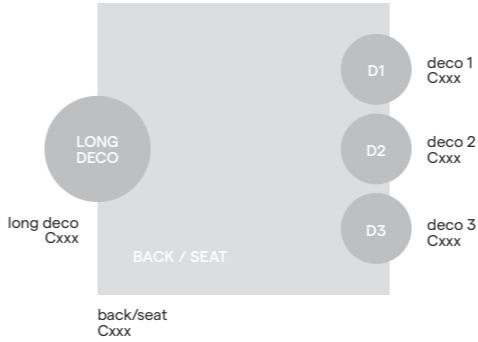 D1
deco 1
Cxxx
LONG
DECO
D2
deco 2
Cxxx
long deco
Cxxx
D3
deco 3
Cxxx
BACK / SEAT
back/seat
Cxxx